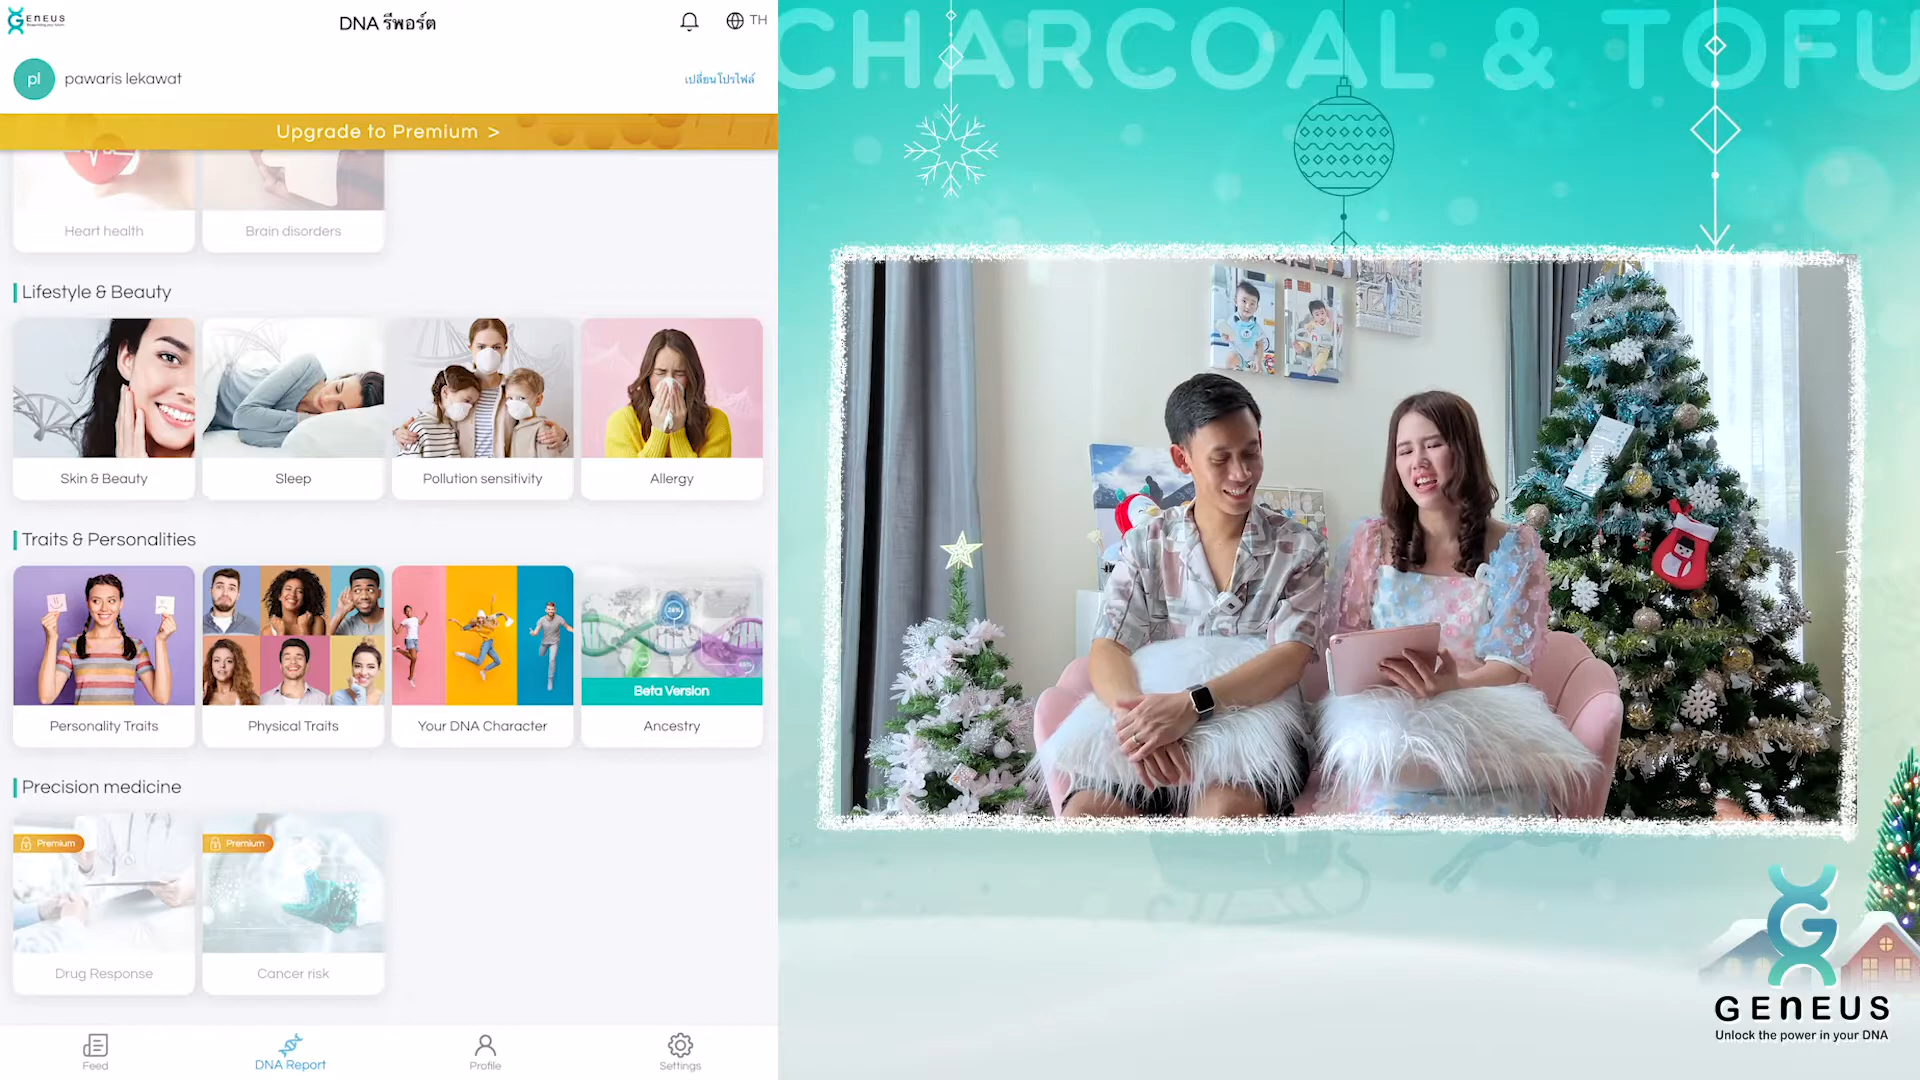 GENEUS
DNA รีพอร์ต
TH
pl
pawaris lekawat
เปลี่ยนโปรไฟล์
Upgrade to Premium >
Heart health
Brain disorders
Lifestyle & Beauty
Skin & Beauty
Sleep
Pollution sensitivity
Allergy
Traits & Personalities
Beta Version
Personality Traits
Physical Traits
Your DNA Character
Ancestry
Precision medicine
Premium
Premium
Drug Response
Cancer risk
Feed
DNA Report
Profile
Settings
CHARCOAL & TOFU
G
GENEUS
Unlock the power in your DNA